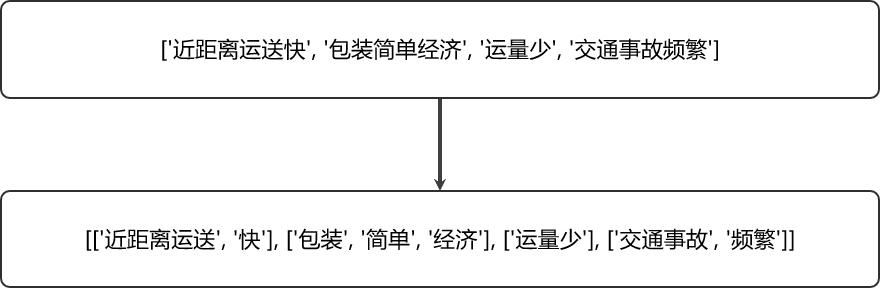 ['近距离运送快', '包装简单经济', '运量少', '交通事故频繁']
[['近距离运送', '快'], ['包装', '简单', '经济'], ['运量少'], ['交通事故', '频繁']]